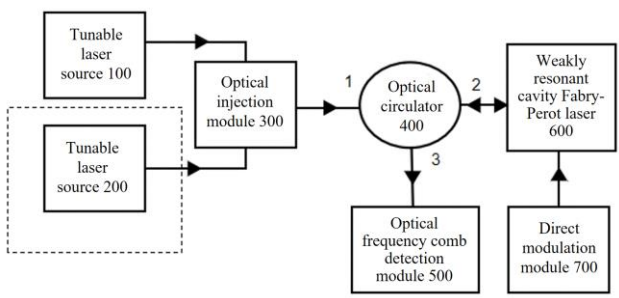 Tunable
laser
source 100
Optical
injection
module 300
1
Optical
circulator
400
2
Weakly
resonant
cavity Fabry-
Perot laser
600
Tunable
laser
source 200
3
Optical
frequency comb
detection
module 500
Direct
modulation
module 700